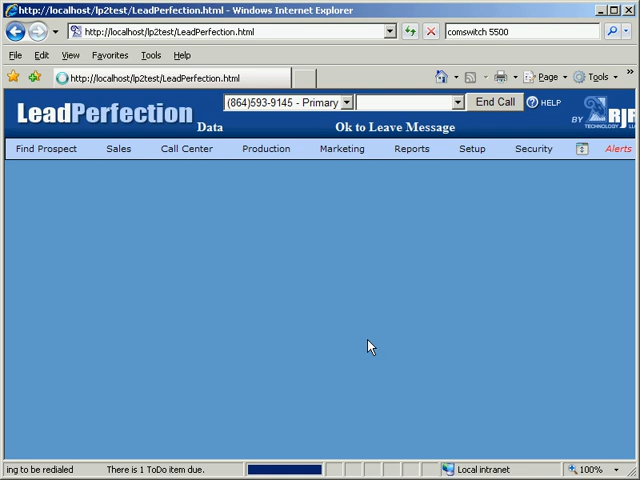 http://localhost/lp2test/LeadPerfection.html - Windows Internet Explorer
http://localhost/lp2test/LeadPerfection.html
comswitch 5500
File Edit View Favorites Tools Help
http://localhost/lp2test/LeadPerfection.html
Page Tools »
LeadPerfection
(864)593-9145 - Primary
End Call
HELP
Data
Ok to Leave Message
BY RJR
TECHNOLOGY
Find Prospect Sales Call Center Production Marketing Reports Setup Security Alerts
ing to be redialed There is 1 ToDo item due. Local intranet 100%